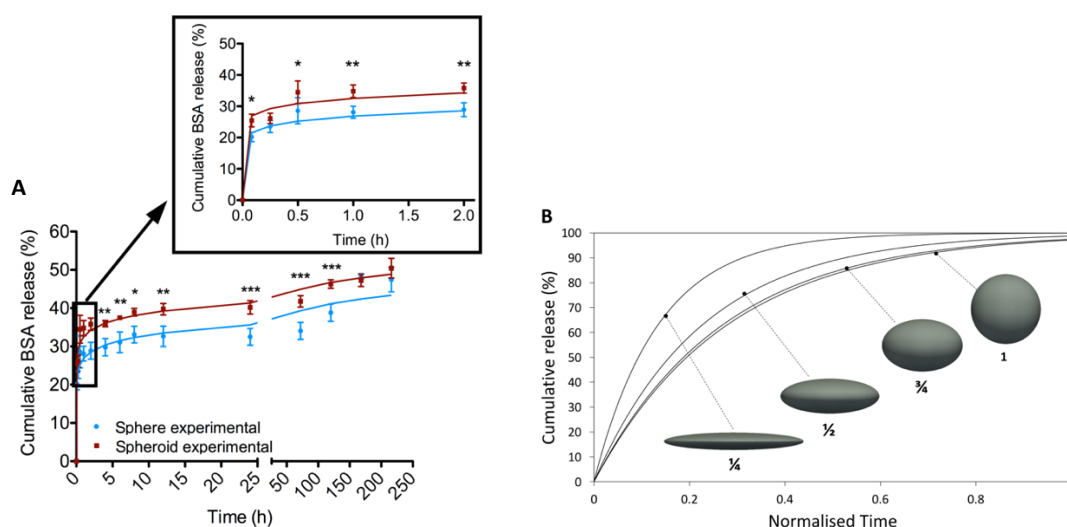 A
Cumulative BSA release (%)
50
40
30
20
10
0
* * ** **
0.0 0.5 1.0 1.5 2.0
Time (h)
Cumulative BSA release (%)
60
50
40
30
20
10
0
** ** * ** *** *** ***
Sphere experimental
Spheroid experimental
0 5 10 15 20 25 50 100 150 200 250
Time (h)
B
Cumulative release (%)
100
90
80
70
60
50
40
30
20
10
0
1
¾
½
¼
0 0.2 0.4 0.6 0.8
Normalised Time